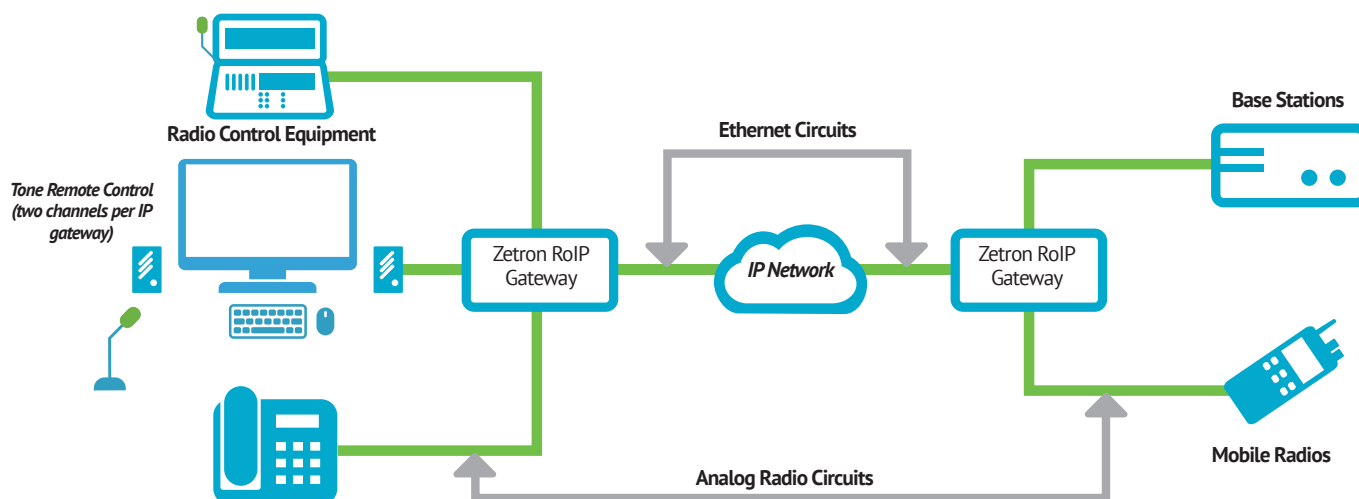 Radio Control Equipment
Tone Remote Control
(two channels per IP
gateway)
Zetron RoIP
Gateway
Ethernet Circuits
IP Network
Zetron RoIP
Gateway
Base Stations
Mobile Radios
Analog Radio Circuits